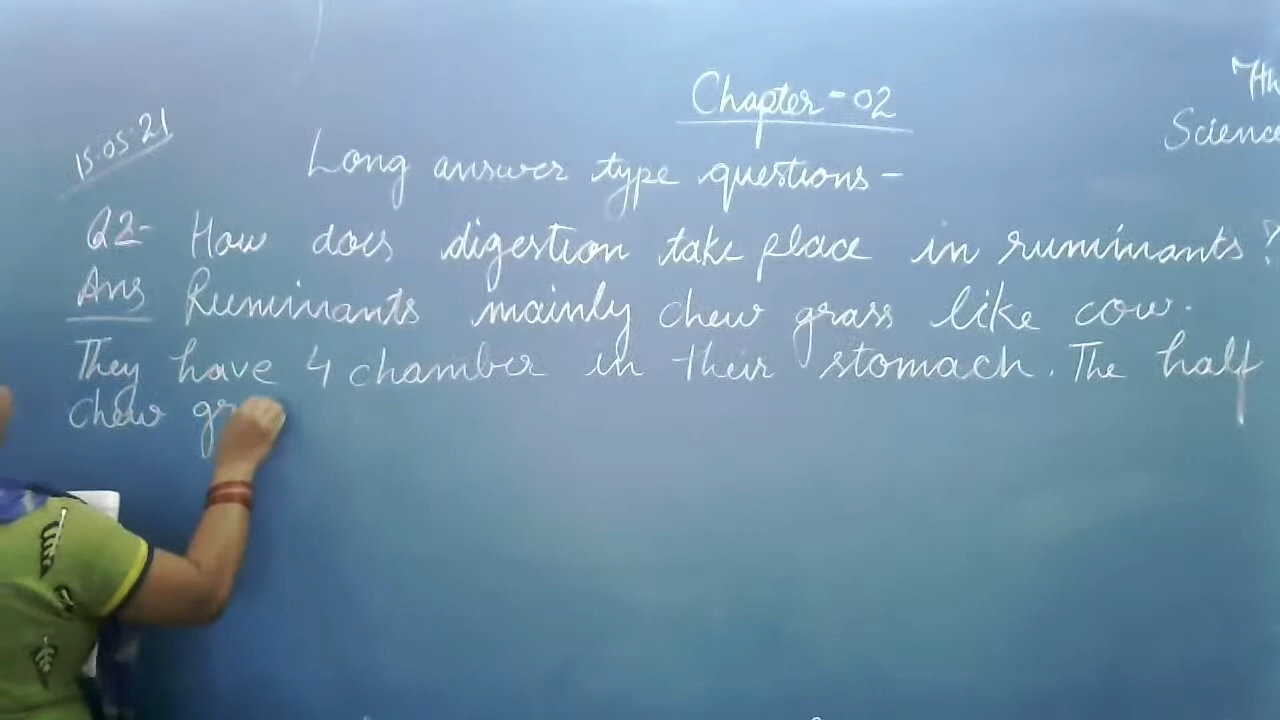 Chapter-02
7th
Science
15.05.21
Long answer type questions-
Q2- How does digestion take place in ruminants?
Ans Ruminants mainly chew grass like cow.
They have 4 chamber in their stomach. The half
chew